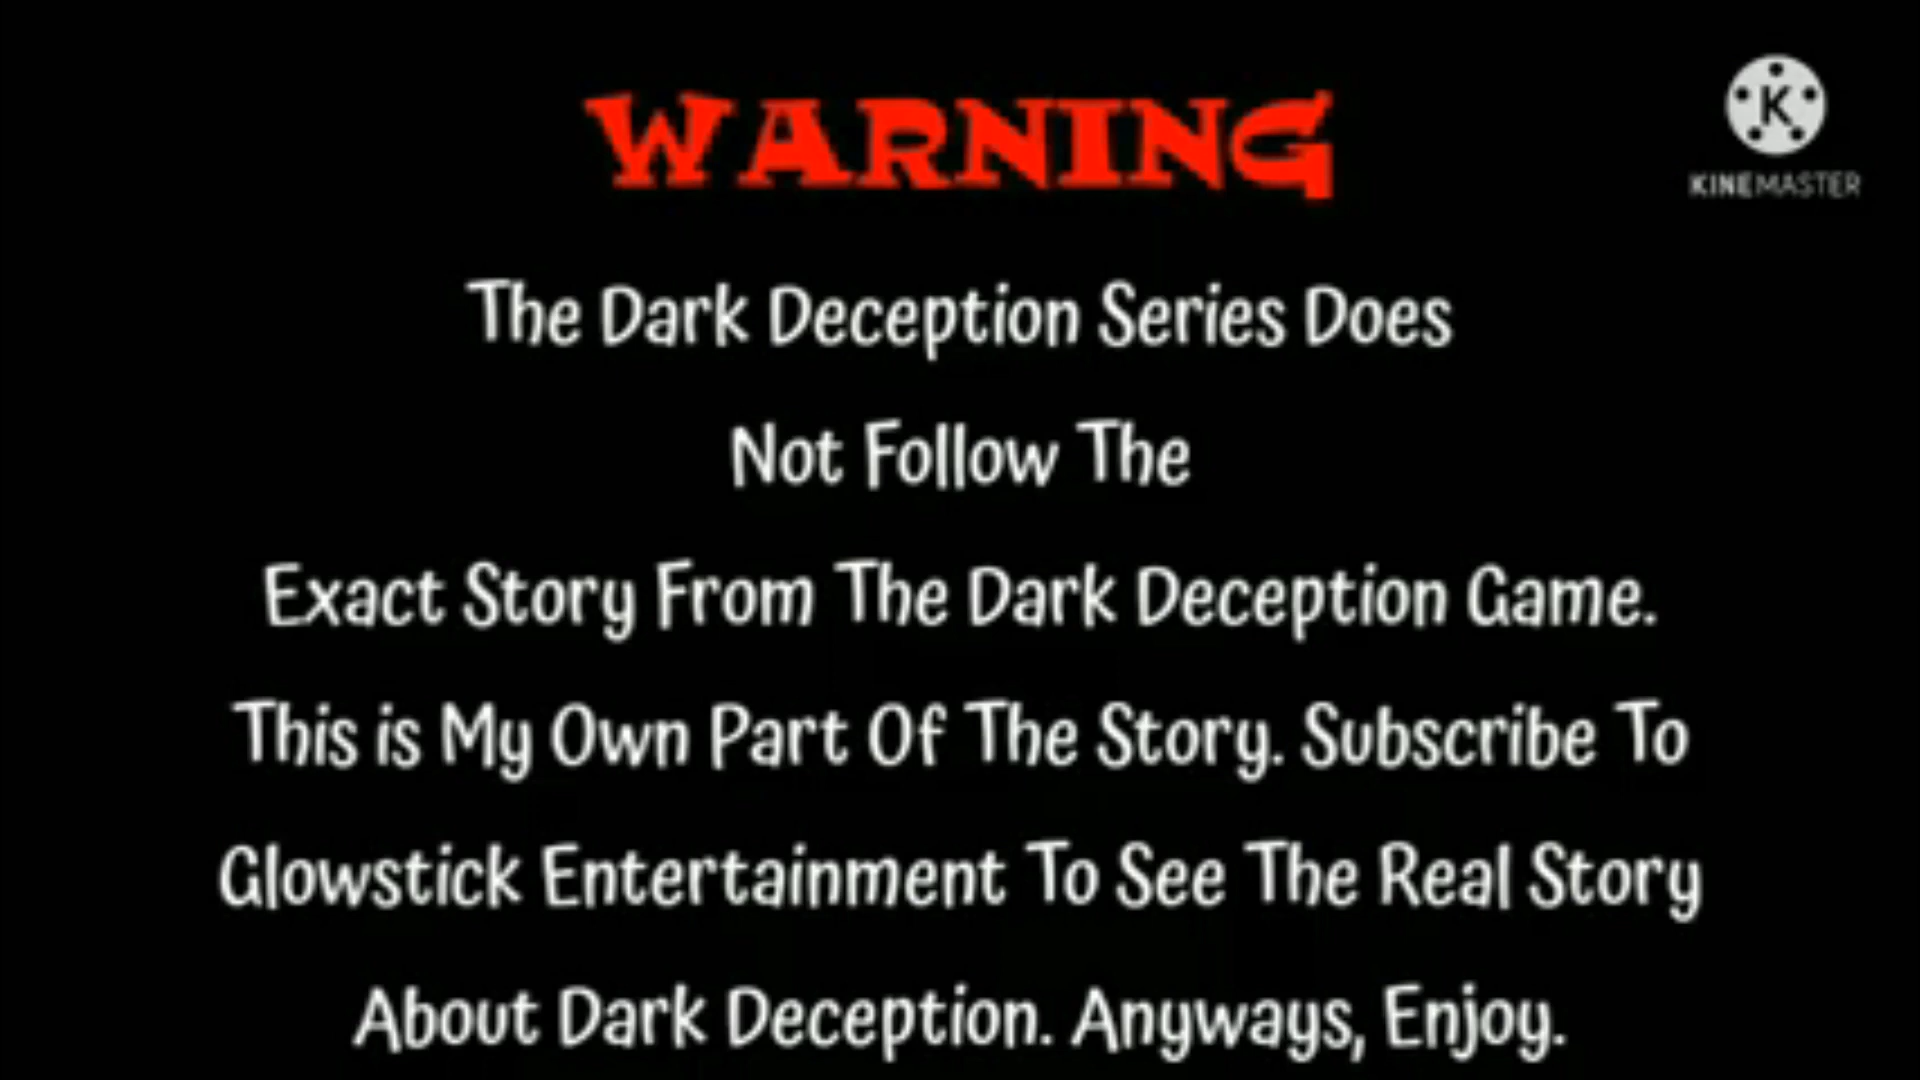 WARNING
K
KINEMASTER
The Dark Deception Series Does
Not Follow The
Exact Story From The Dark Deception Game.
This is My Own Part Of The Story. Subscribe To
Glowstick Entertainment To See The Real Story
About Dark Deception. Anyways, Enjoy.